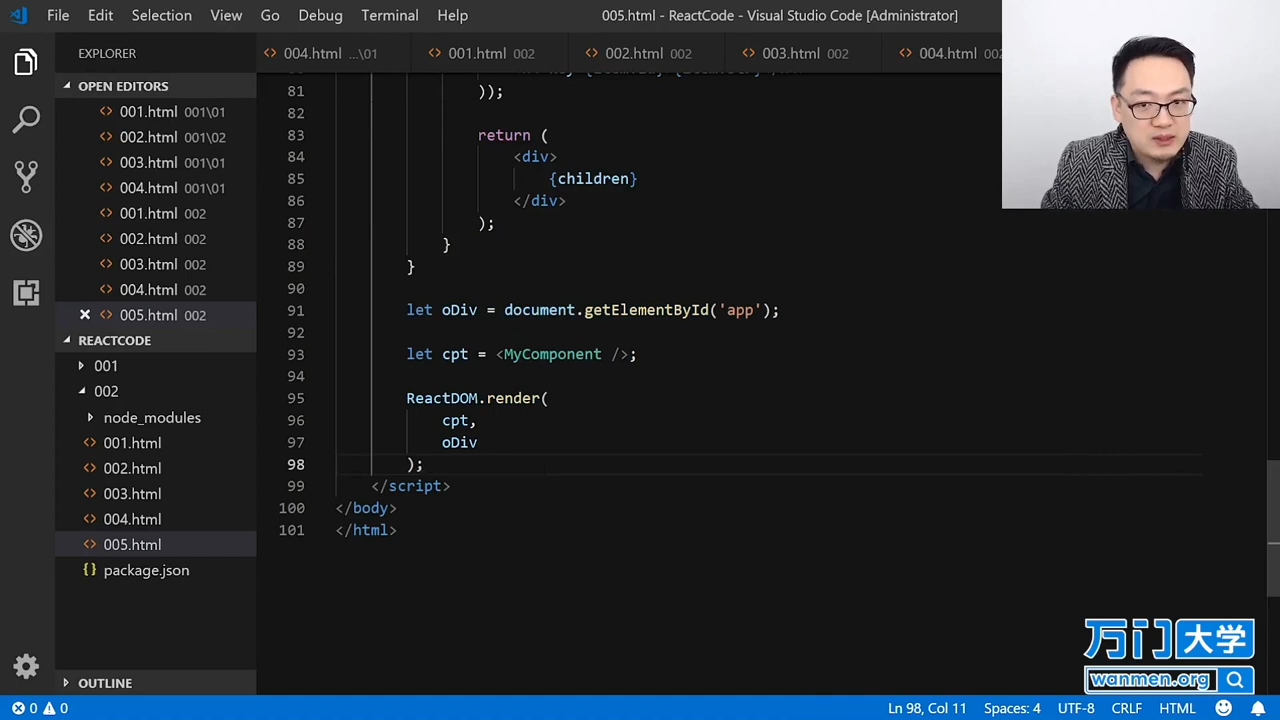 File Edit Selection View Go Debug Terminal Help
005.html - ReactCode - Visual Studio Code [Administrator]
EXPLORER
004.html ...\01
001.html 002
002.html 002
003.html 002
004.html
OPEN EDITORS
001.html 001\01
002.html 001\02
003.html 001\01
004.html 001\01
001.html 002
002.html 002
003.html 002
004.html 002
005.html 002
REACTCODE
001
002
node_modules
001.html
002.html
003.html
004.html
005.html
package.json
OUTLINE
81 ));
82
83 return (
84 <div>
85 {children}
86 </div>
87 );
88 }
89 }
90
91 let oDiv = document.getElementById('app');
92
93 let cpt = <MyComponent />;
94
95 ReactDOM.render(
96 cpt,
97 oDiv
98 );
99 </script>
100 </body>
101 </html>
万门大学
wanmen.org
0 0
Ln 98, Col 11 Spaces: 4 UTF-8 CRLF HTML